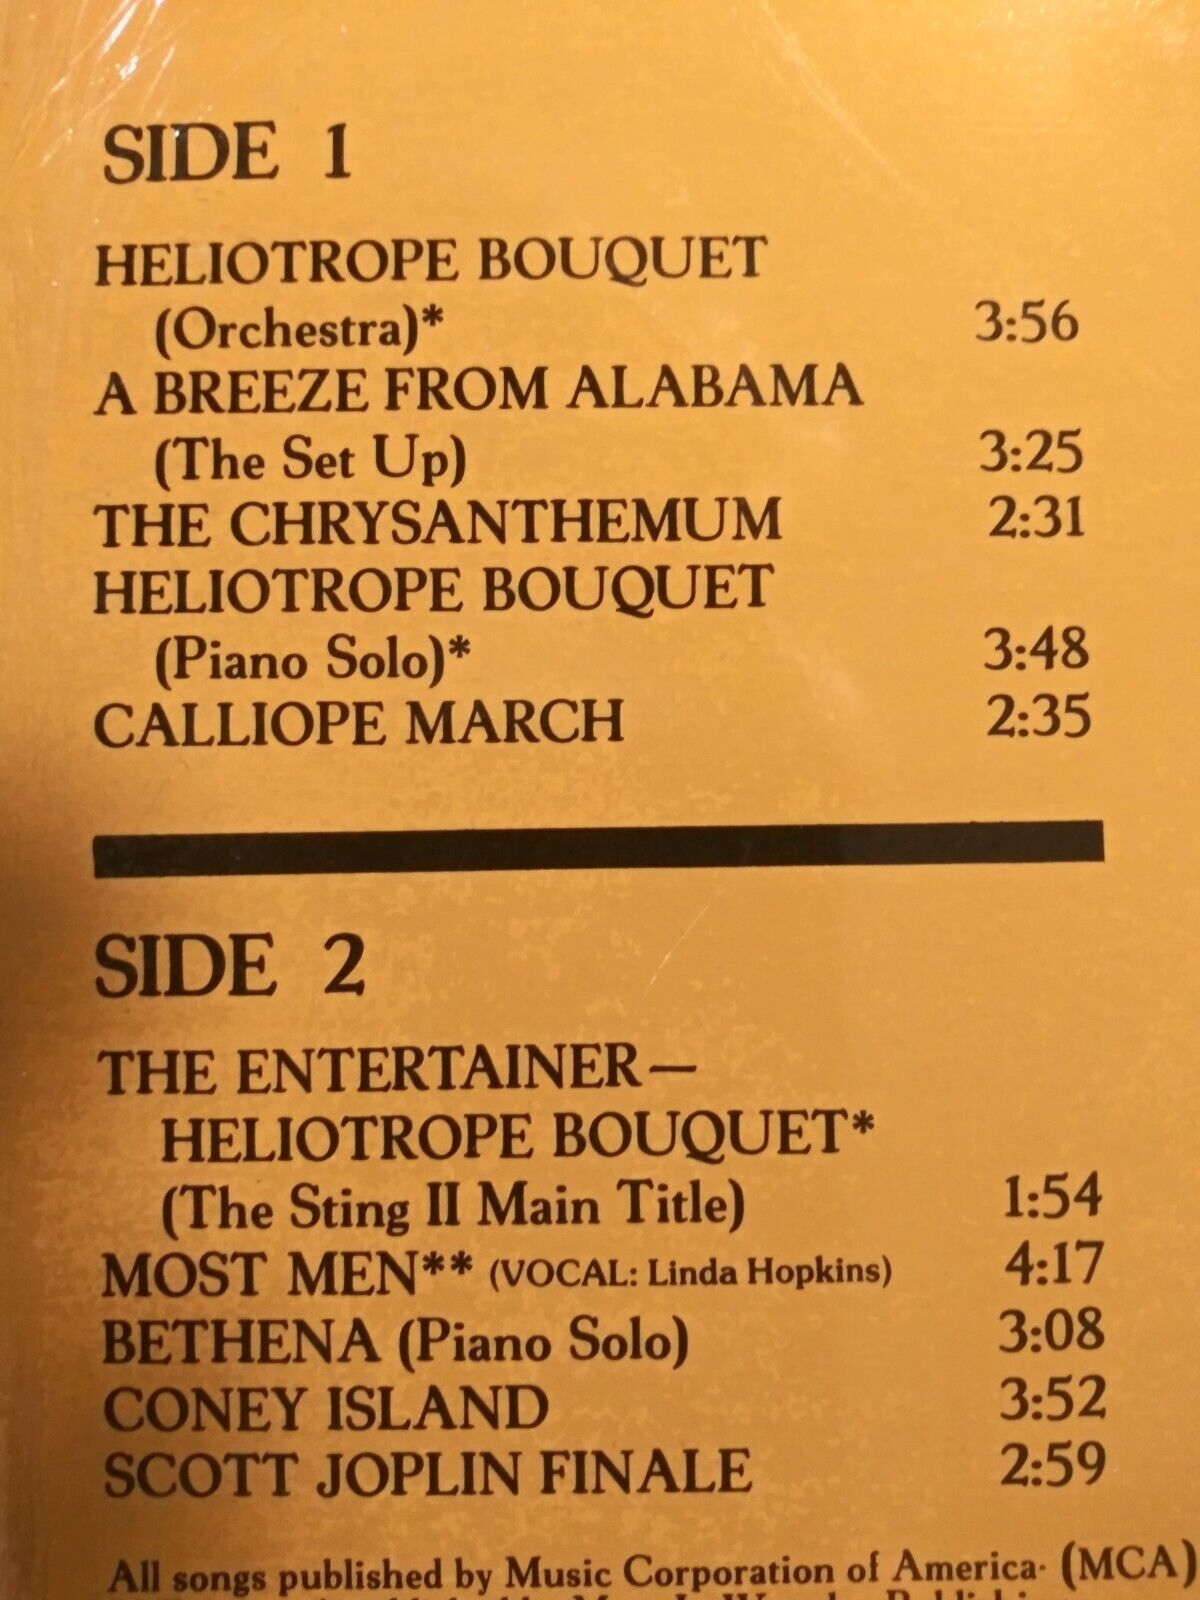 SIDE 1
HELIOTROPE BOUQUET
(Orchestra)* 3:56
A BREEZE FROM ALABAMA
(The Set Up) 3:25
THE CHRYSANTHEMUM 2:31
HELIOTROPE BOUQUET
(Piano Solo)* 3:48
CALLIOPE MARCH 2:35
SIDE 2
THE ENTERTAINER—
HELIOTROPE BOUQUET*
(The Sting II Main Title) 1:54
MOST MEN** (VOCAL: Linda Hopkins) 4:17
BETHENA (Piano Solo) 3:08
CONEY ISLAND 3:52
SCOTT JOPLIN FINALE 2:59
All songs published by Music Corporation of America· (MCA)